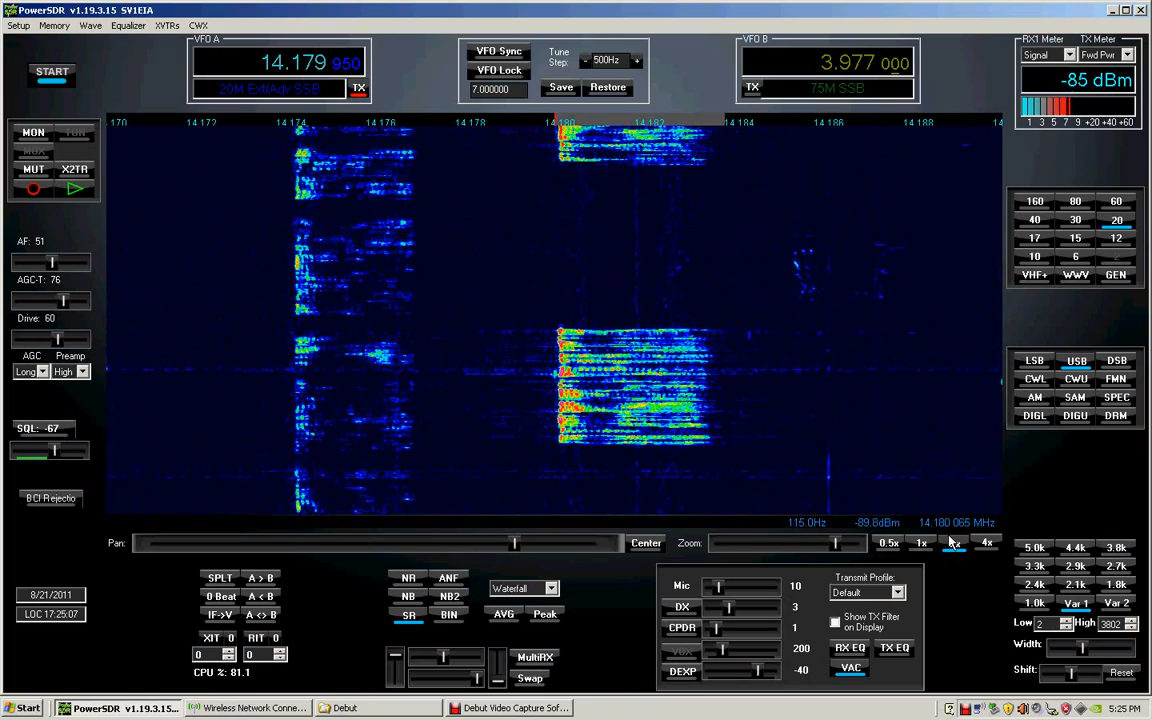 PowerSDR v1.19.3.15 SV1EIA
Setup Memory Wave Equalizer XVTRs CWX
START
VFO A
14.179 950
20M Ext/Adv SSB TX
VFO Sync
VFO Lock
7.000000
Tune
Step:
- 500Hz +
Save Restore
VFO B
3.977 000
TX 75M SSB
RX1 Meter TX Meter
Signal Fwd Pwr
-85 dBm
1 3 5 7 9 +20 +40 +60
MON TUN
MOX
MUT X2TR
AF: 51
AGC-T: 76
Drive: 60
AGC Preamp
Long High
SQL: -67
BCI Rejectio
.170 14.172 14.174 14.176 14.178 14.180 14.182 14.184 14.186 14.188 14.
160 80 60
40 30 20
17 15 12
10 6 2
VHF+ WWV GEN
LSB USB DSB
CWL CWU FMN
AM SAM SPEC
DIGL DIGU DRM
115.0Hz -89.8dBm 14.180 065 MHz
Pan: Center Zoom: 0.5x 1x 4x
5.0k 4.4k 3.8k
3.3k 2.9k 2.7k
2.4k 2.1k 1.8k
1.0k Var 1 Var 2
Low 2 High 3802
Width:
Shift: Reset
8/21/2011
LOC 17:25:07
SPLT A > B
0 Beat A < B
IF->V A <> B
XIT 0 RIT 0
0 0
CPU %: 81.1
NR ANF
NB NB2
SR BIN
Waterfall
AVG Peak
MultiRX
Swap
Mic 10
DX 3
CPDR 1
VOX 200
DEXP -40
Transmit Profile:
Default
Show TX Filter
on Display
RX EQ TX EQ
VAC
Start PowerSDR v1.19.3.15... Wireless Network Conne... Debut Debut Video Capture Sof... 5:25 PM